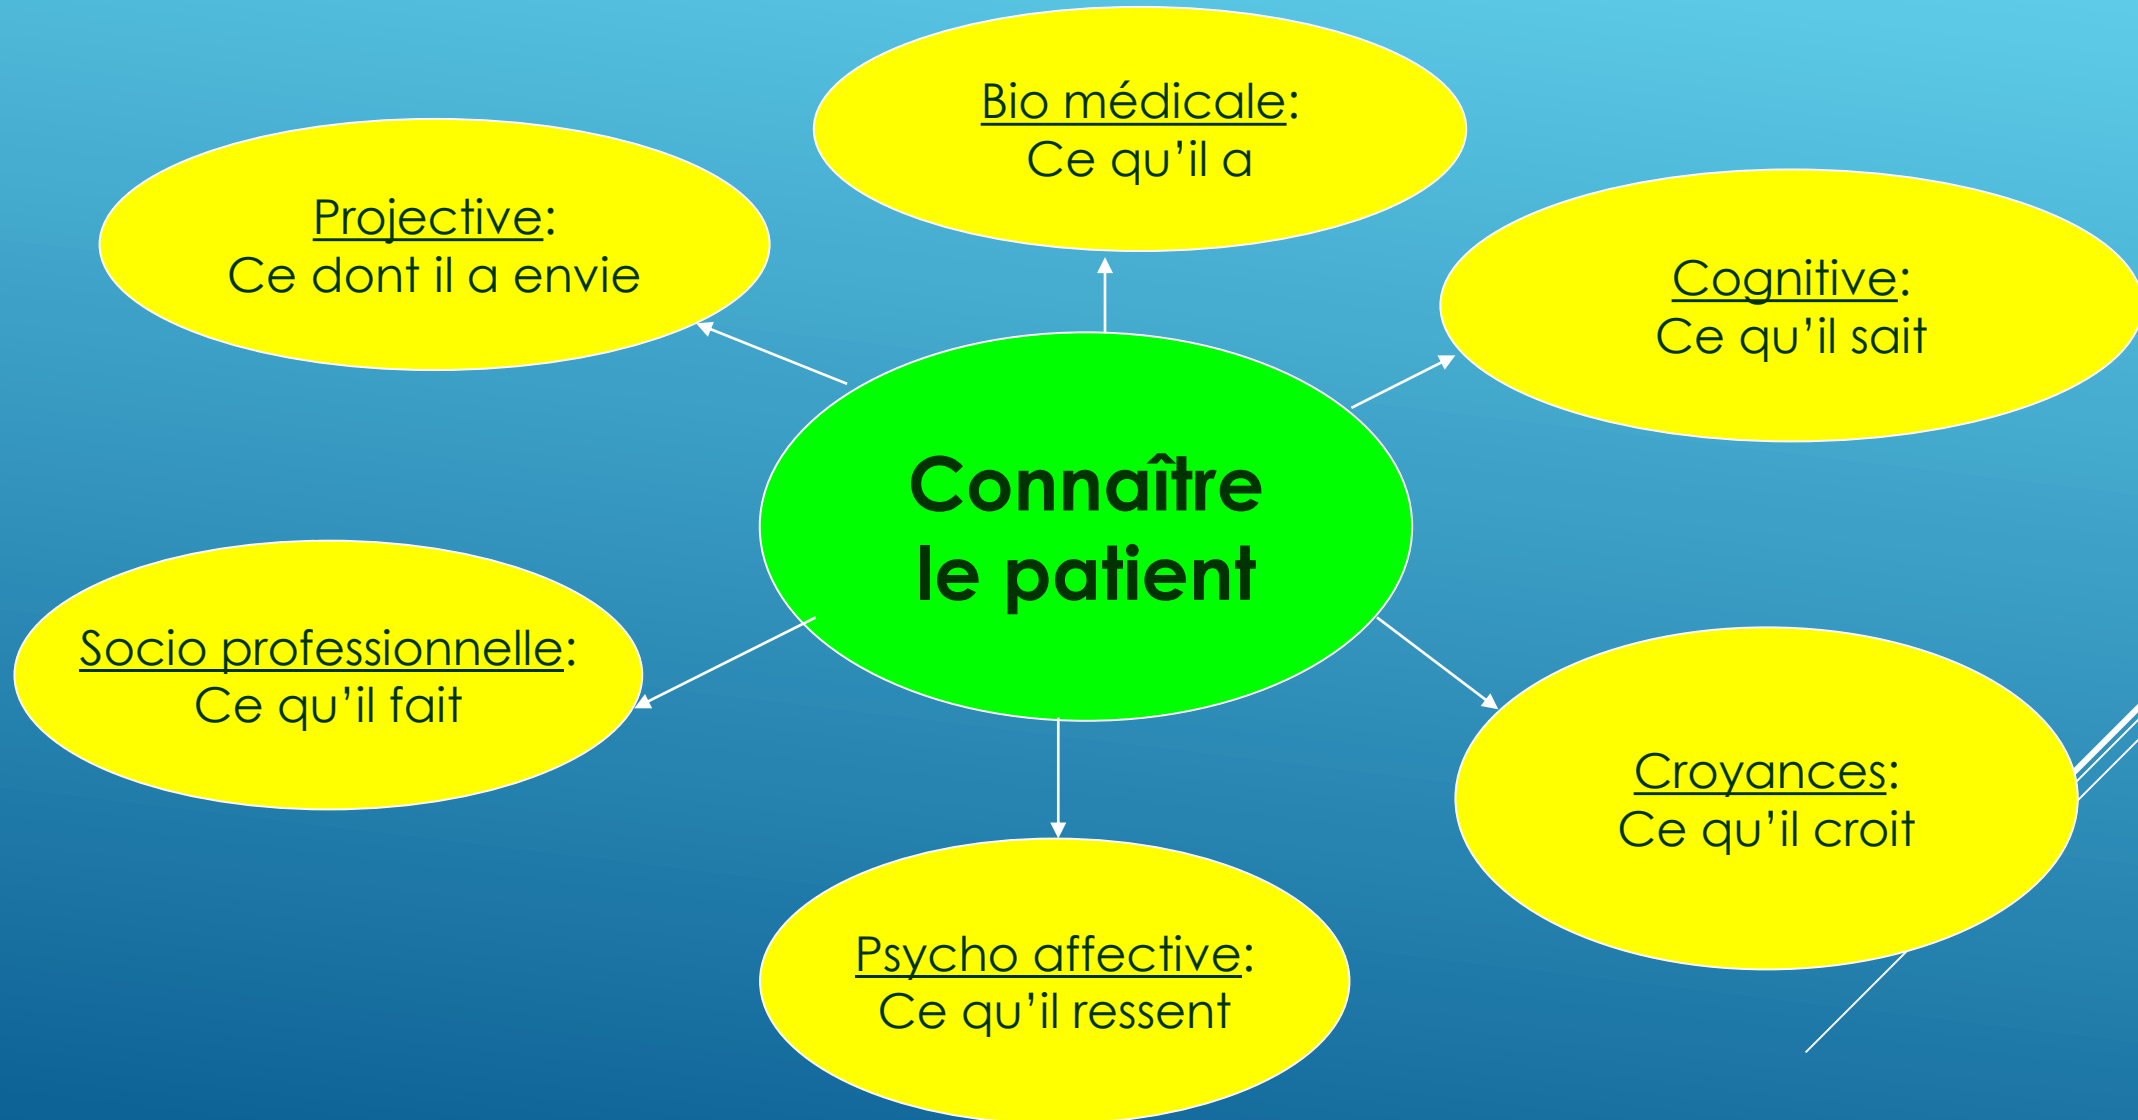 Bio médicale:
Ce qu’il a
Projective:
Ce dont il a envie
Cognitive:
Ce qu’il sait
Connaître
le patient
Socio professionnelle:
Ce qu’il fait
Croyances:
Ce qu’il croit
Psycho affective:
Ce qu’il ressent